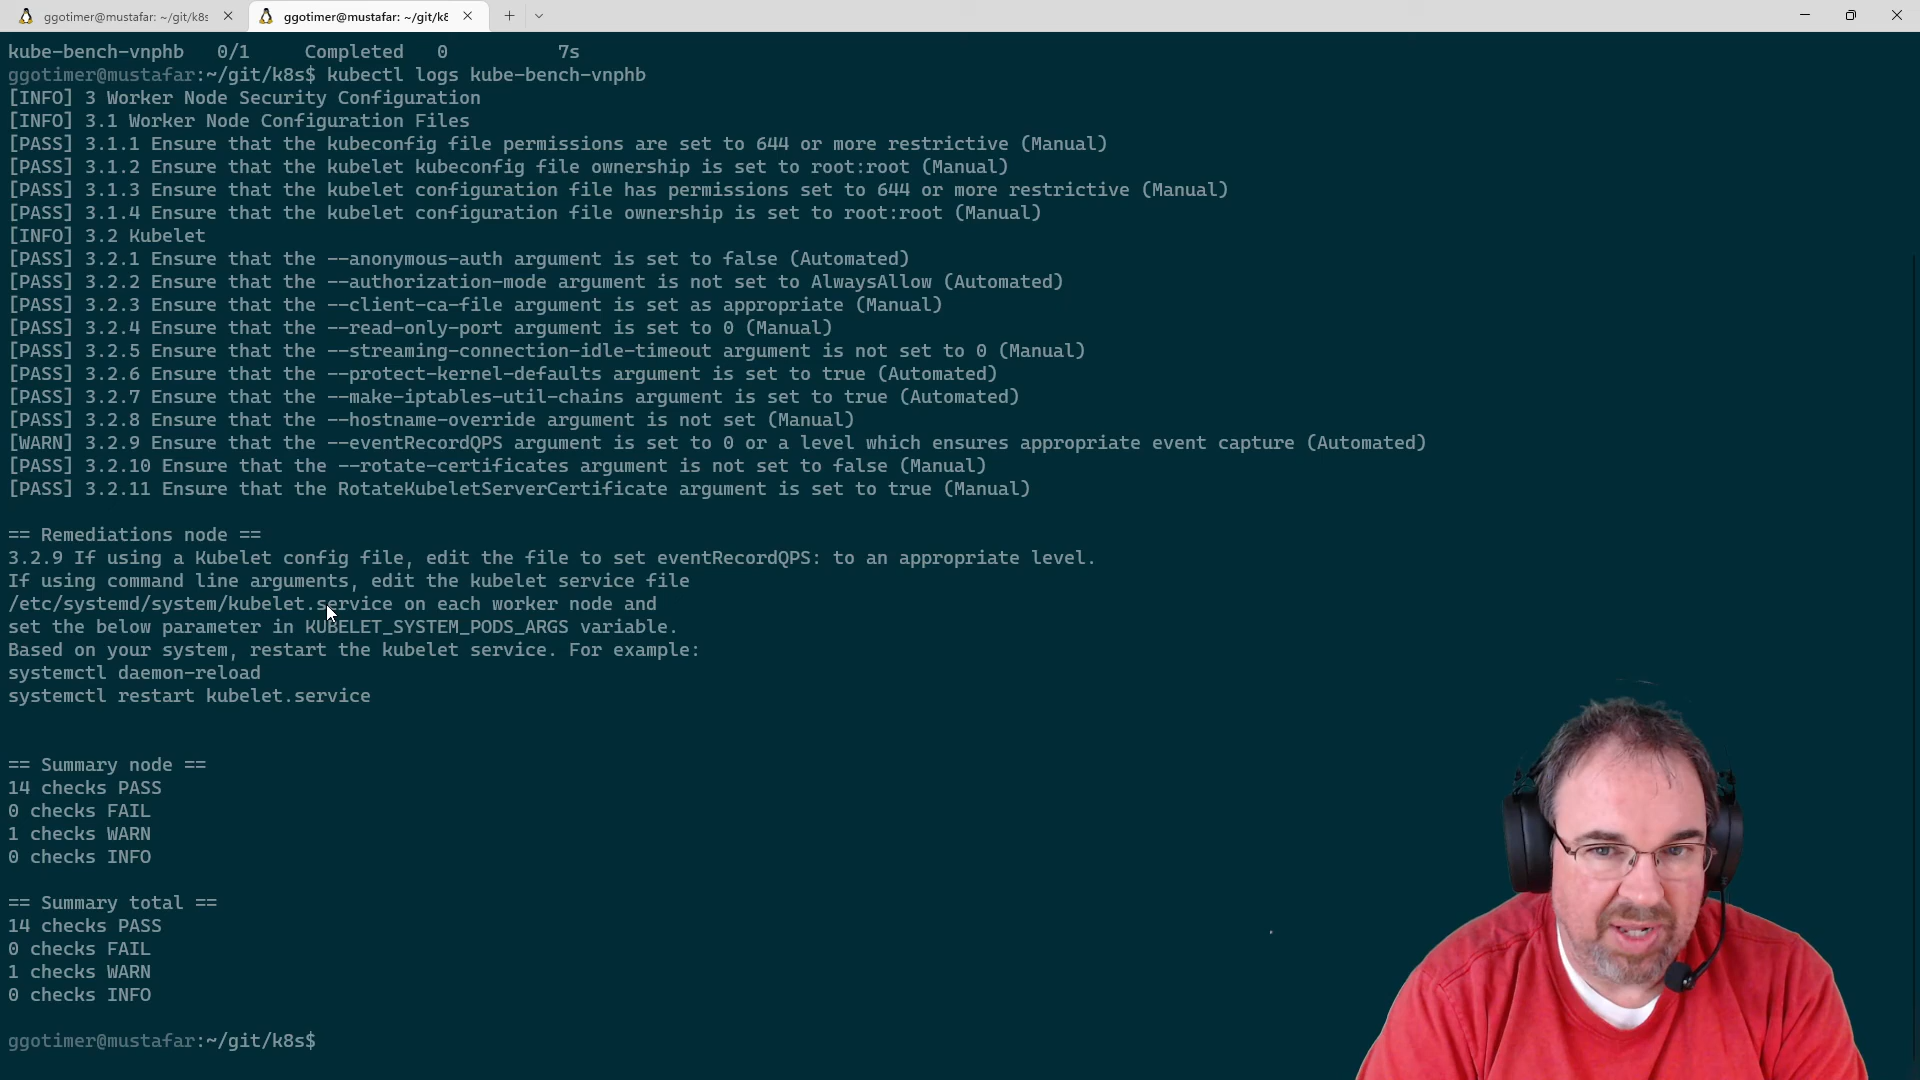 ggotimer@mustafar: ~/git/k8s
ggotimer@mustafar: ~/git/k8
kube-bench-vnphb   0/1     Completed   0          7s
ggotimer@mustafar:~/git/k8s$ kubectl logs kube-bench-vnphb
[INFO] 3 Worker Node Security Configuration
[INFO] 3.1 Worker Node Configuration Files
[PASS] 3.1.1 Ensure that the kubeconfig file permissions are set to 644 or more restrictive (Manual)
[PASS] 3.1.2 Ensure that the kubelet kubeconfig file ownership is set to root:root (Manual)
[PASS] 3.1.3 Ensure that the kubelet configuration file has permissions set to 644 or more restrictive (Manual)
[PASS] 3.1.4 Ensure that the kubelet configuration file ownership is set to root:root (Manual)
[INFO] 3.2 Kubelet
[PASS] 3.2.1 Ensure that the --anonymous-auth argument is set to false (Automated)
[PASS] 3.2.2 Ensure that the --authorization-mode argument is not set to AlwaysAllow (Automated)
[PASS] 3.2.3 Ensure that the --client-ca-file argument is set as appropriate (Manual)
[PASS] 3.2.4 Ensure that the --read-only-port argument is set to 0 (Manual)
[PASS] 3.2.5 Ensure that the --streaming-connection-idle-timeout argument is not set to 0 (Manual)
[PASS] 3.2.6 Ensure that the --protect-kernel-defaults argument is set to true (Automated)
[PASS] 3.2.7 Ensure that the --make-iptables-util-chains argument is set to true (Automated)
[PASS] 3.2.8 Ensure that the --hostname-override argument is not set (Manual)
[WARN] 3.2.9 Ensure that the --eventRecordQPS argument is set to 0 or a level which ensures appropriate event capture (Automated)
[PASS] 3.2.10 Ensure that the --rotate-certificates argument is not set to false (Manual)
[PASS] 3.2.11 Ensure that the RotateKubeletServerCertificate argument is set to true (Manual)
== Remediations node ==
3.2.9 If using a Kubelet config file, edit the file to set eventRecordQPS: to an appropriate level.
If using command line arguments, edit the kubelet service file
/etc/systemd/system/kubelet.service on each worker node and
set the below parameter in KUBELET_SYSTEM_PODS_ARGS variable.
Based on your system, restart the kubelet service. For example:
systemctl daemon-reload
systemctl restart kubelet.service
== Summary node ==
14 checks PASS
0 checks FAIL
1 checks WARN
0 checks INFO
== Summary total ==
14 checks PASS
0 checks FAIL
1 checks WARN
0 checks INFO
ggotimer@mustafar:~/git/k8s$